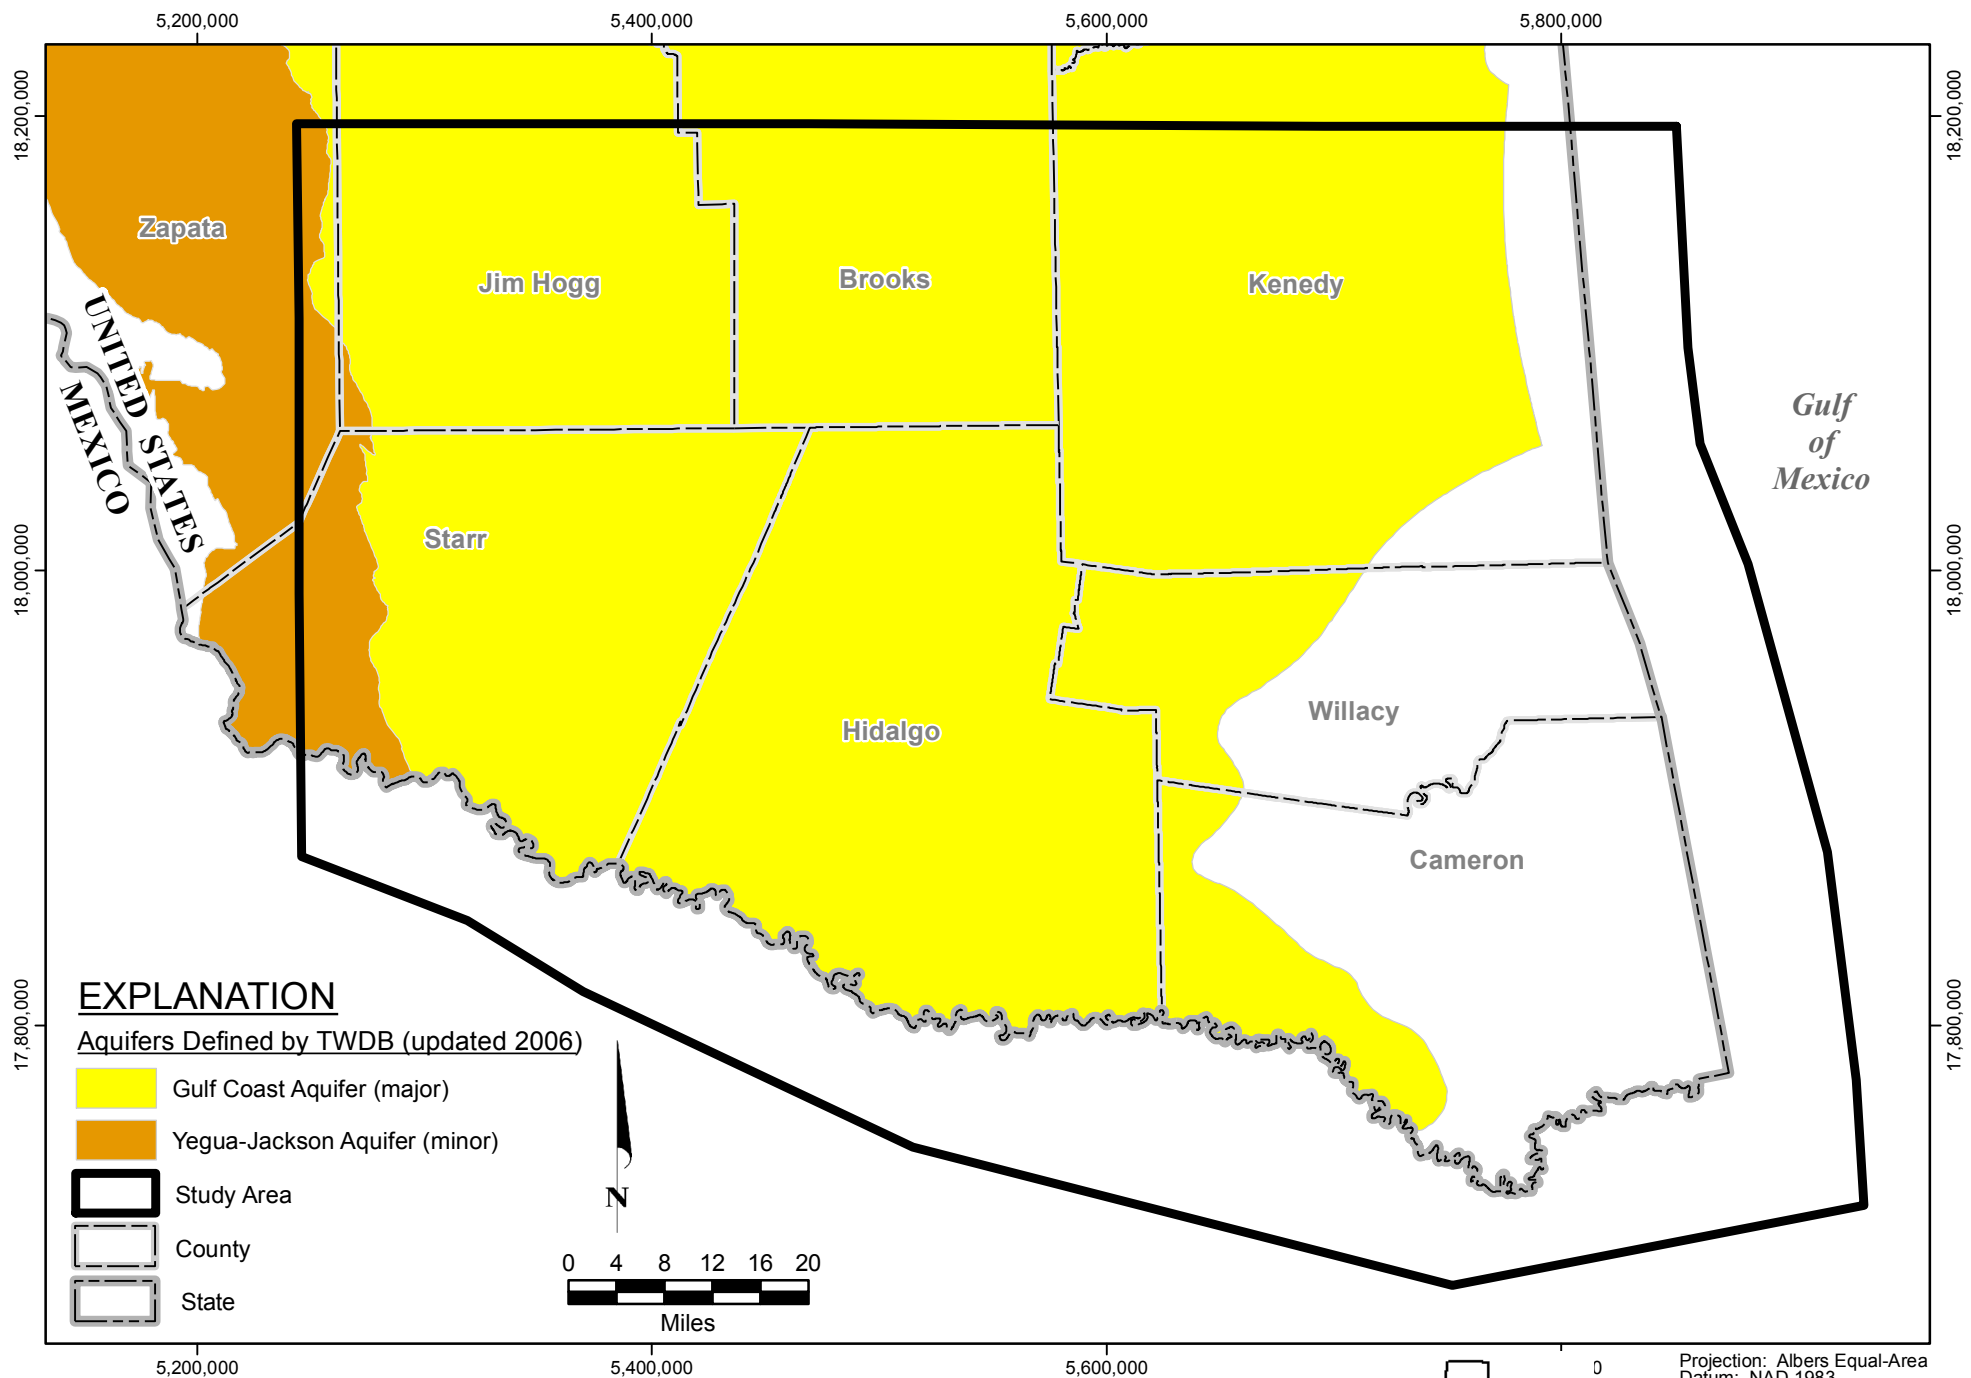 5,200,000
5,400,000
5,600,000
5,800,000
18,200,000
18,200,000
Zapata
Jim Hogg
Brooks
Kenedy
UNITED STATES
MEXICO
Gulf
of
Mexico
Starr
18,000,000
18,000,000
Willacy
Hidalgo
Cameron
17,800,000
17,800,000
EXPLANATION
Aquifers Defined by TWDB (updated 2006)
Gulf Coast Aquifer (major)
Yegua-Jackson Aquifer (minor)
Study Area
County
State
N
0 4 8 12 16 20
Miles
5,200,000
5,400,000
5,600,000
0
Projection: Albers Equal-Area
Datum: NAD 1983